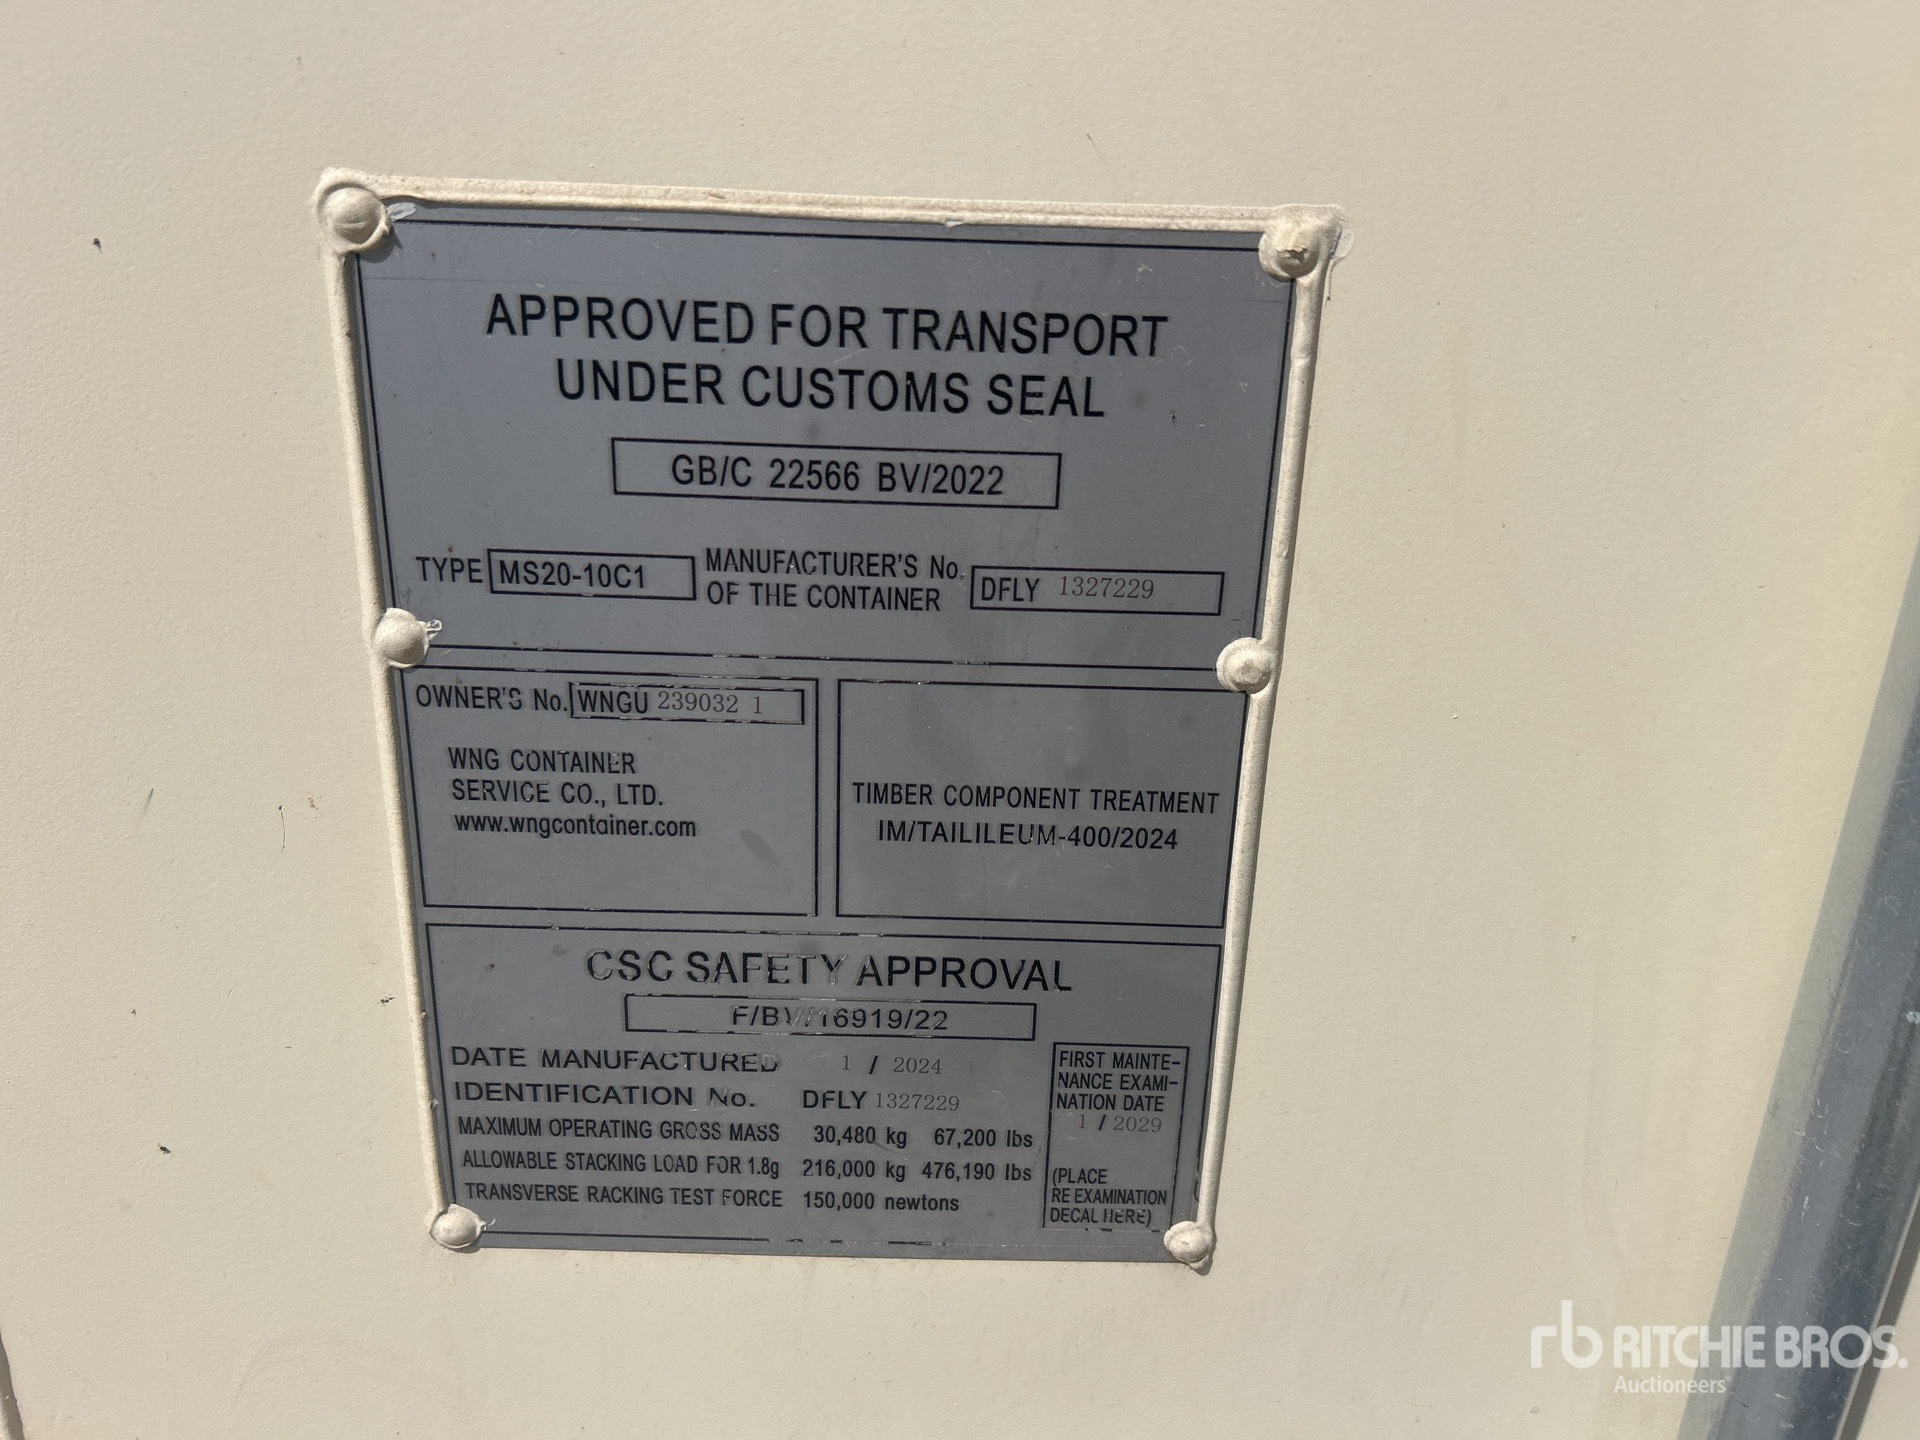 APPROVED FOR TRANSPORT
UNDER CUSTOMS SEAL
GB/C 22566 BV/2022
TYPE MS20-10C1 MANUFACTURER'S No. OF THE CONTAINER DFLY 1327229
OWNER'S No. WNGU 239032 1
WNG CONTAINER
SERVICE CO., LTD.
www.wngcontainer.com
TIMBER COMPONENT TREATMENT
IM/TAILILEUM-400/2024
CSC SAFETY APPROVAL
F/BV/16919/22
DATE MANUFACTURED 1 / 2024
IDENTIFICATION No. DFLY 1327229
MAXIMUM OPERATING GROSS MASS 30,480 kg 67,200 lbs
ALLOWABLE STACKING LOAD FOR 1.8g 216,000 kg 476,190 lbs
TRANSVERSE RACKING TEST FORCE 150,000 newtons
FIRST MAINTE-
NANCE EXAMI-
NATION DATE
1 / 2029
(PLACE
RE EXAMINATION
DECAL HERE)
rb RITCHIE BROS.
Auctioneers